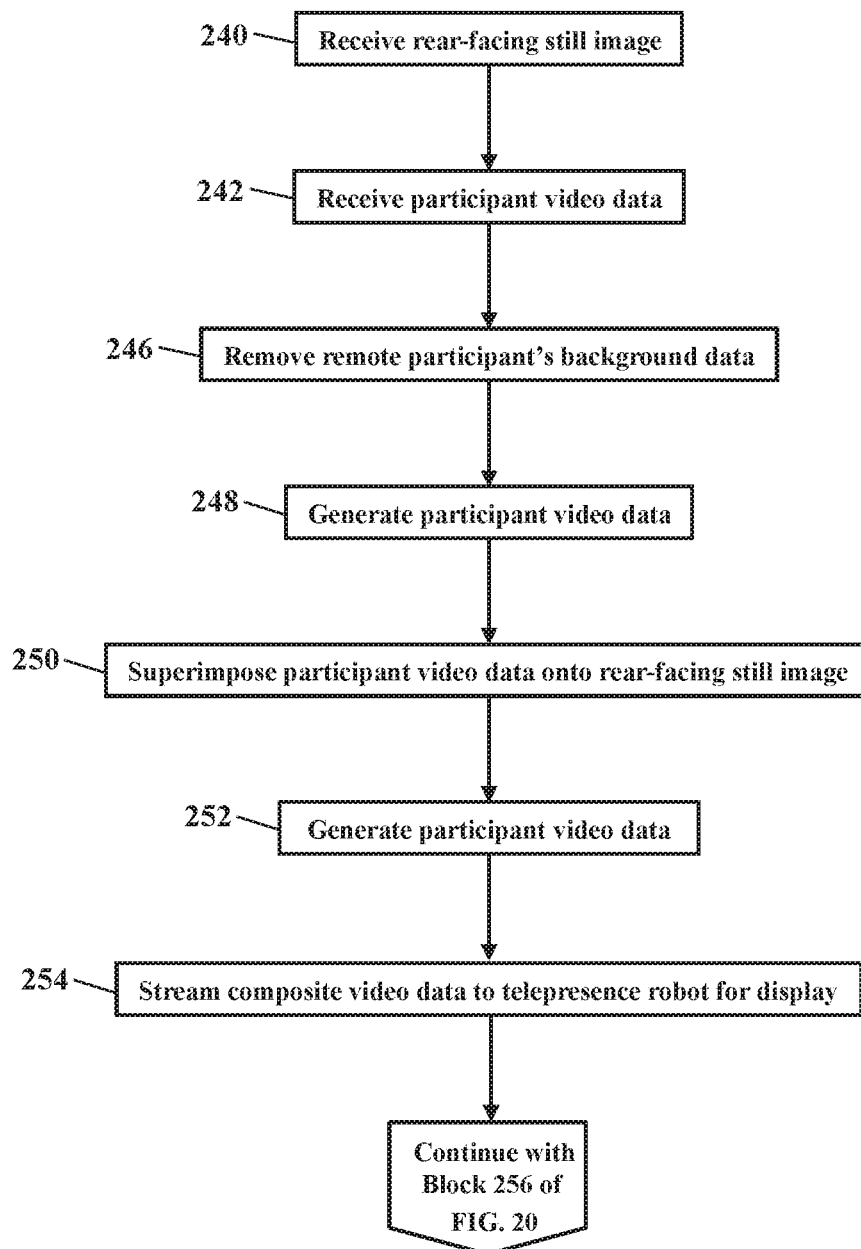 240
Receive rear-facing still image
242
Receive participant video data
246
Remove remote participant's background data
248
Generate participant video data
250
Superimpose participant video data onto rear-facing still image
252
Generate participant video data
254
Stream composite video data to telepresence robot for display
Continue with
Block 256 of
FIG. 20